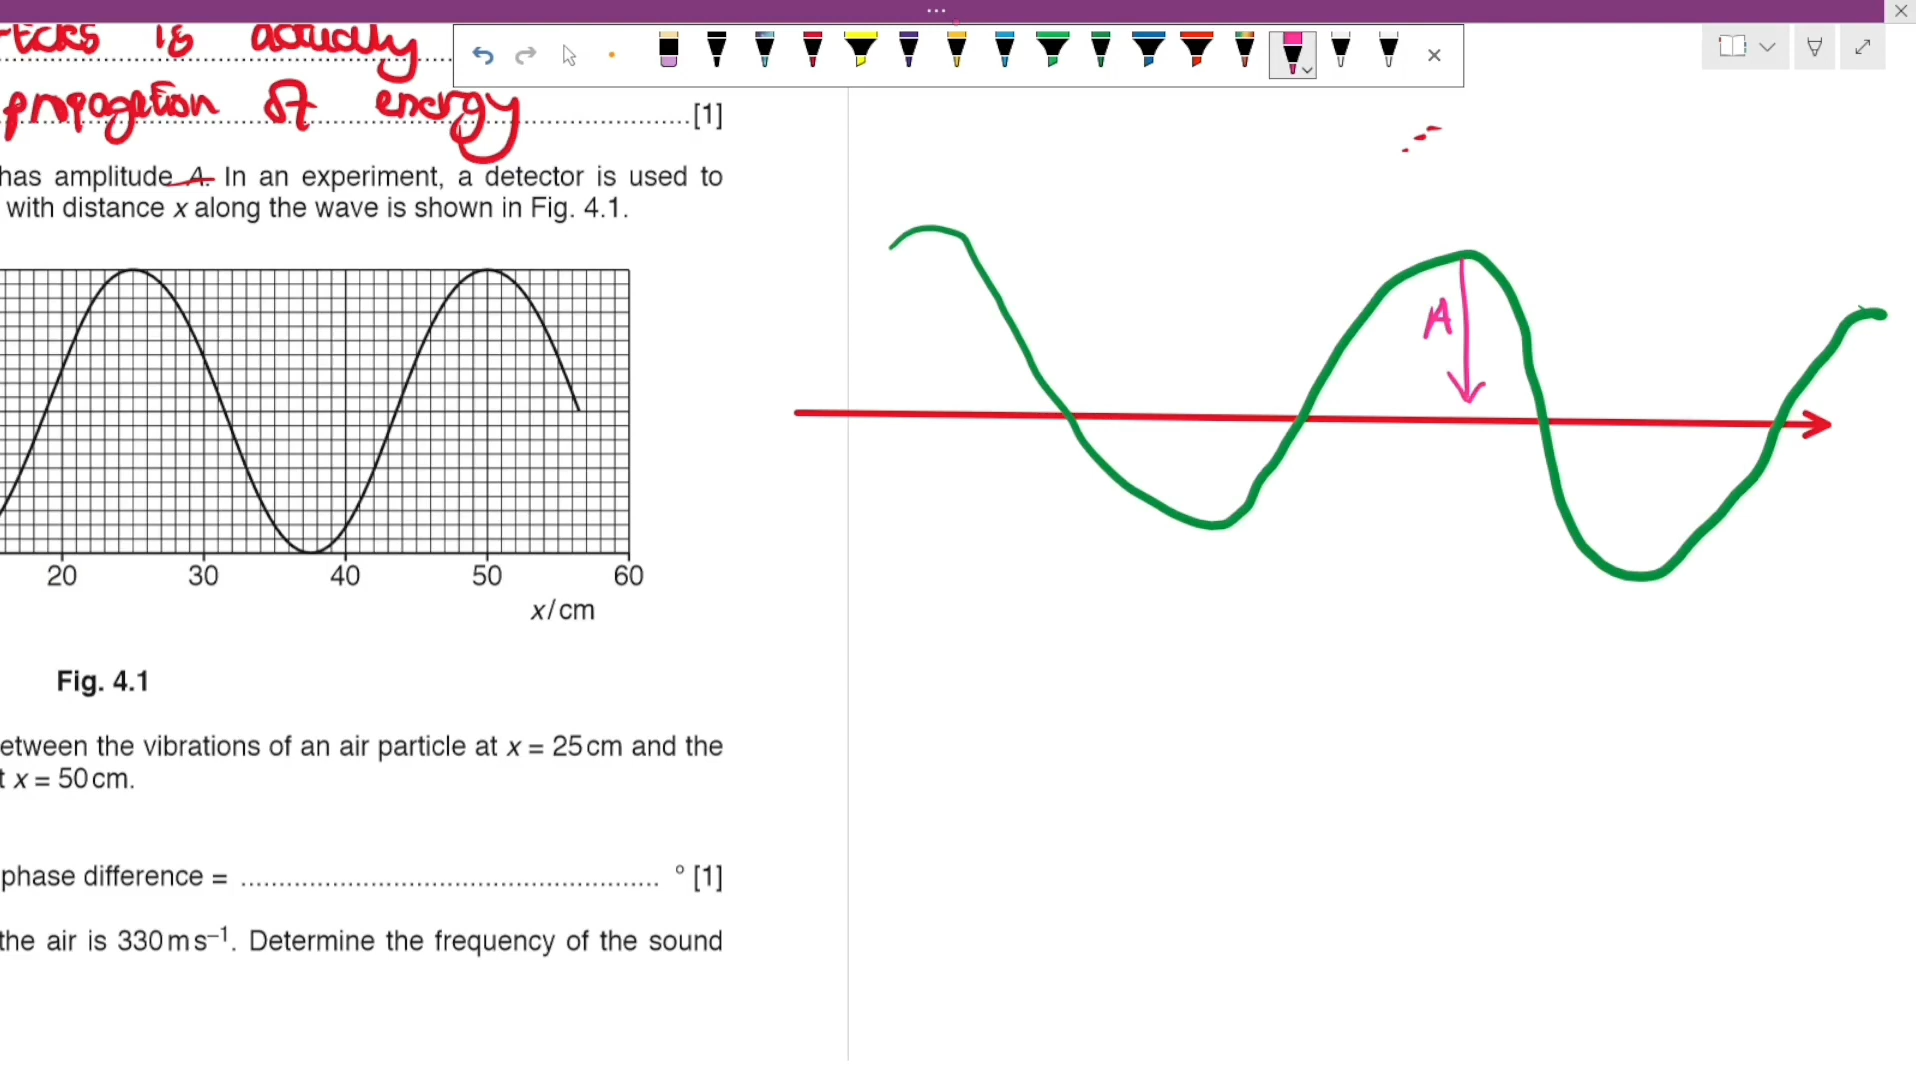 is actually
propagation of energy
[1]
has amplitude A. In an experiment, a detector is used to
with distance x along the wave is shown in Fig. 4.1.
A
20 30 40 50 60
x/cm
Fig. 4.1
etween the vibrations of an air particle at x = 25 cm and the
t x = 50 cm.
phase difference = .................................................... ° [1]
the air is 330 m s⁻¹. Determine the frequency of the sound